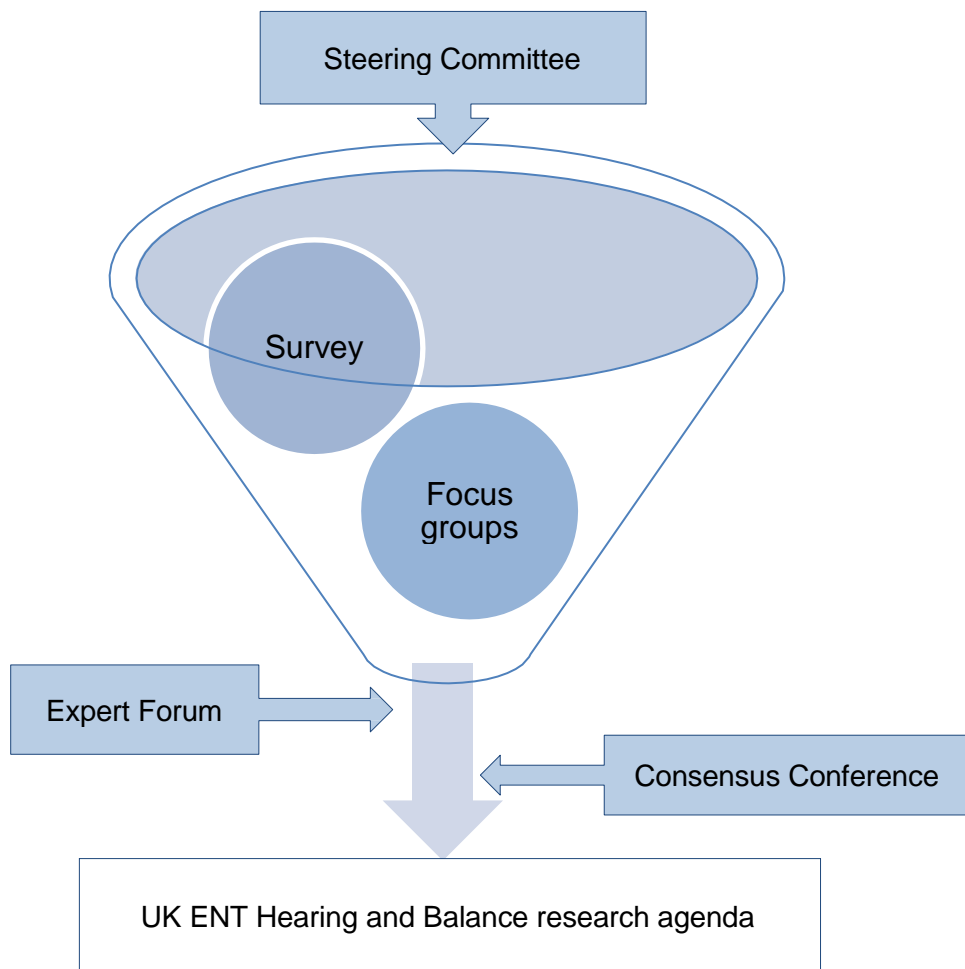 Steering Committee
Survey
Focus
groups
Expert Forum
Consensus Conference
UK ENT Hearing and Balance research agenda